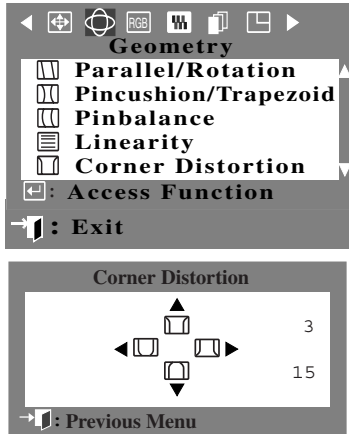 RGB
Geometry
Parallel/Rotation
Pincushion/Trapezoid
Pinbalance
Linearity
Corner Distortion
: Access Function
: Exit
Corner Distortion
3
15
: Previous Menu